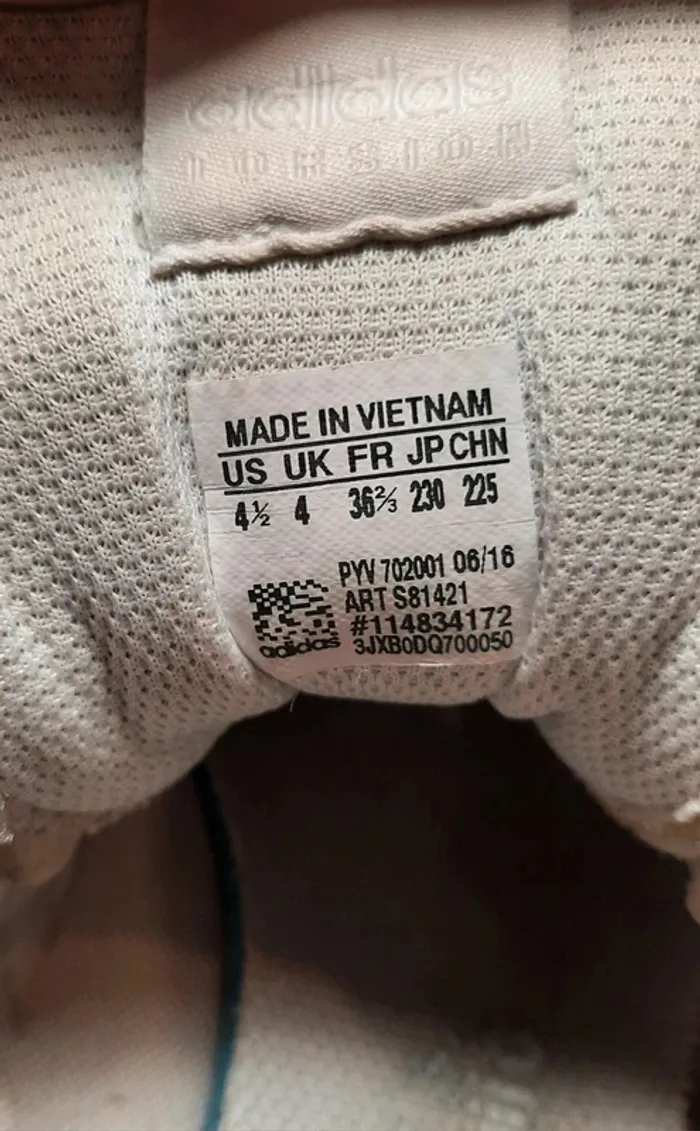 adidas
TORSION
MADE IN VIETNAM
US UK FR JP CHN
4½ 4 36⅔ 230 225
PYV 702001 06/16
ART S81421
#114834172
adidas 3JXB0DQ700050